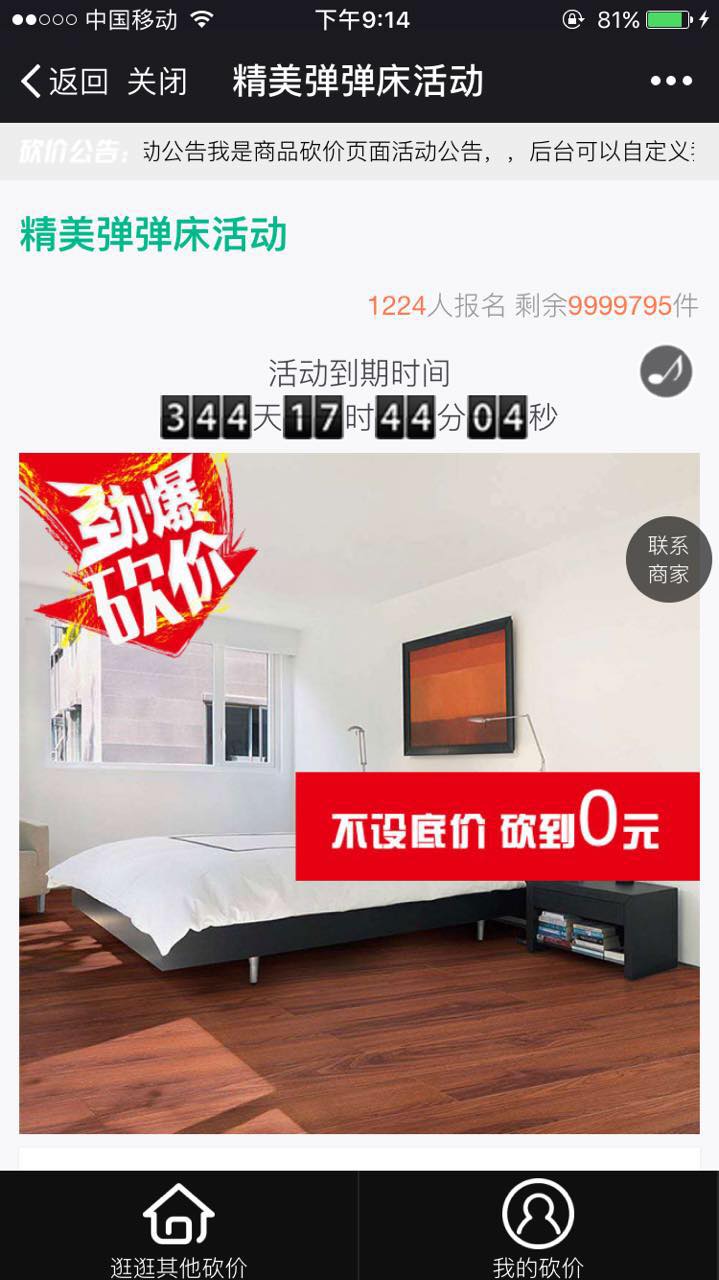 中国移动 下午9:14 81%
返回 关闭 精美弹弹床活动
砍价公告: 动公告我是商品砍价页面活动公告，，后台可以自定义
精美弹弹床活动
1224人报名 剩余9999795件
活动到期时间
344天17时44分04秒
劲爆
砍价
联系
商家
不设底价 砍到0元
逛逛其他砍价 我的砍价